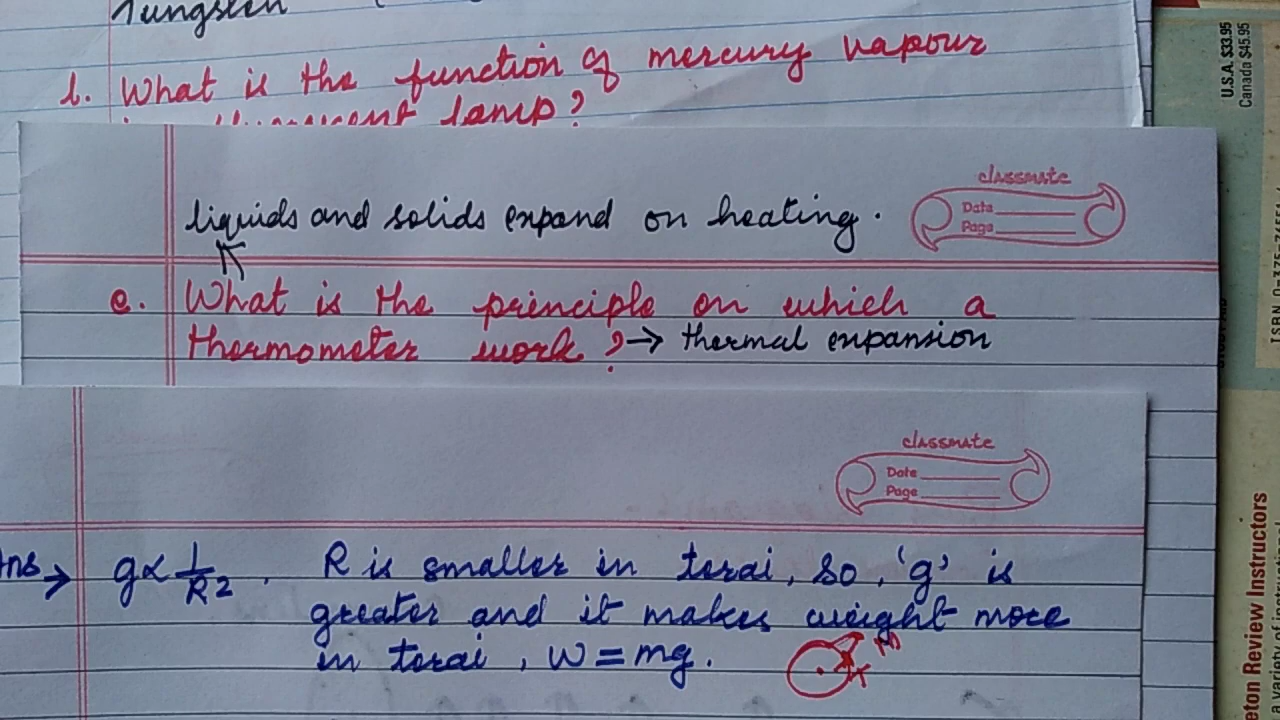 Tungsten
b. What is the function of mercury vapour
lamp?
classmate
Date
Page
liquids and solids expand on heating.
e. What is the principle on which a
thermometer work? → thermal expansion
classmate
Date
Page
Ans → g ∝ 1/R2 . R is smaller in terai, so, 'g' is
greater and it makes weight more
in terai, W = mg.
U.S.A. $33.95
Canada $45.95
eton Review Instructors